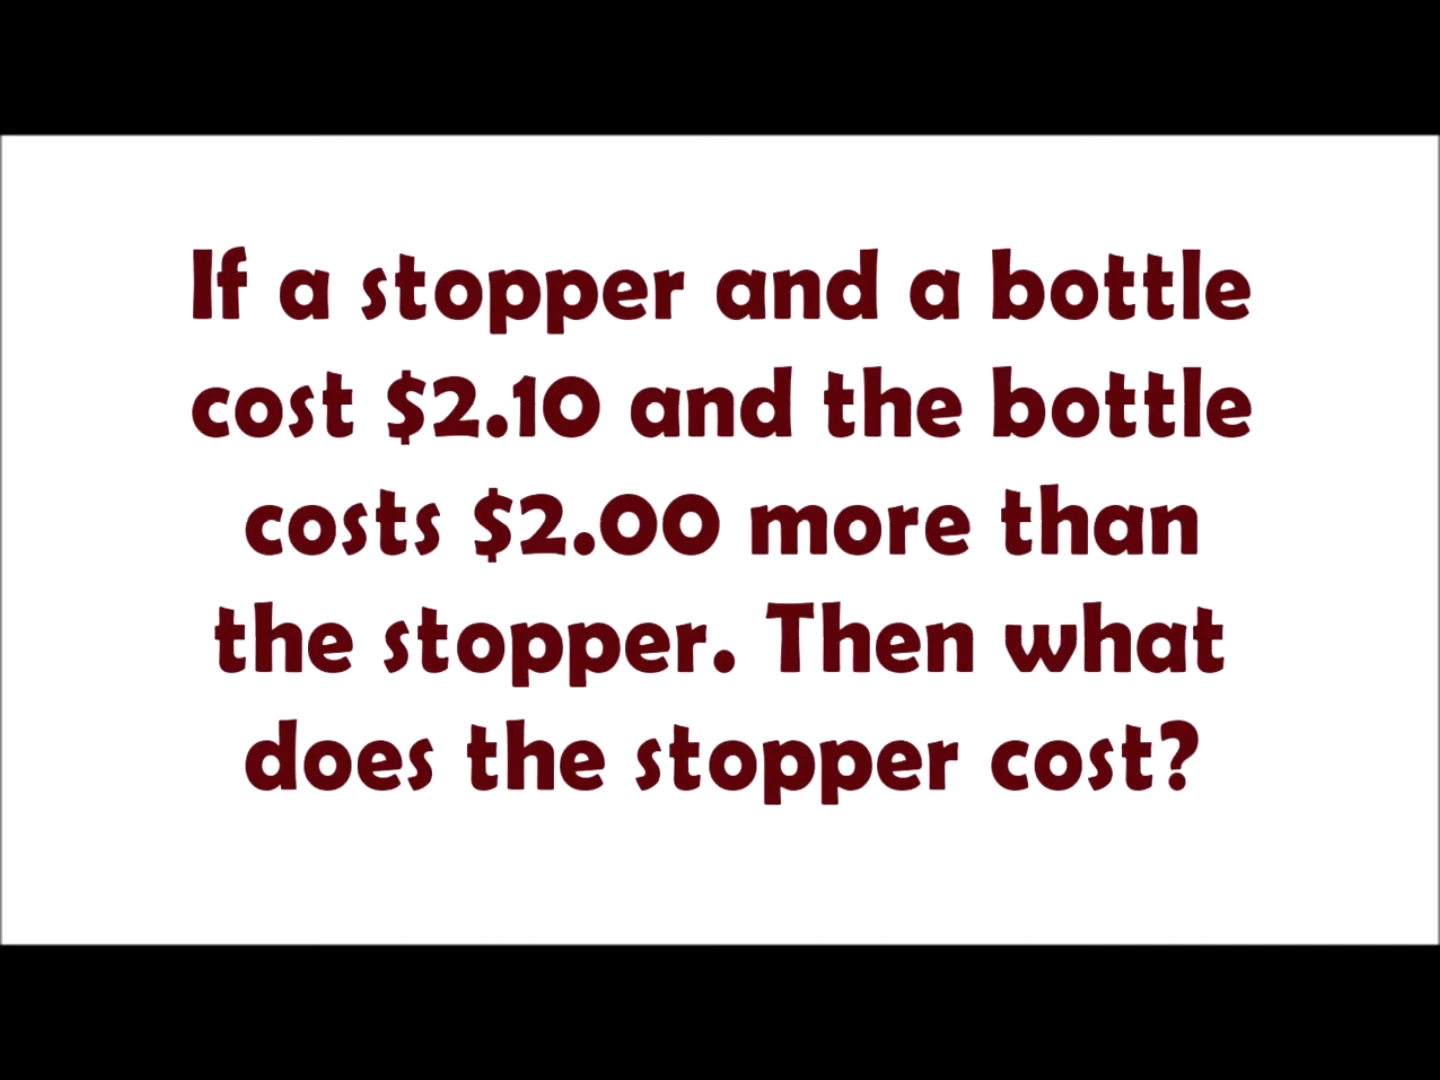 If a stopper and a bottle
cost $2.10 and the bottle
costs $2.00 more than
the stopper. Then what
does the stopper cost?